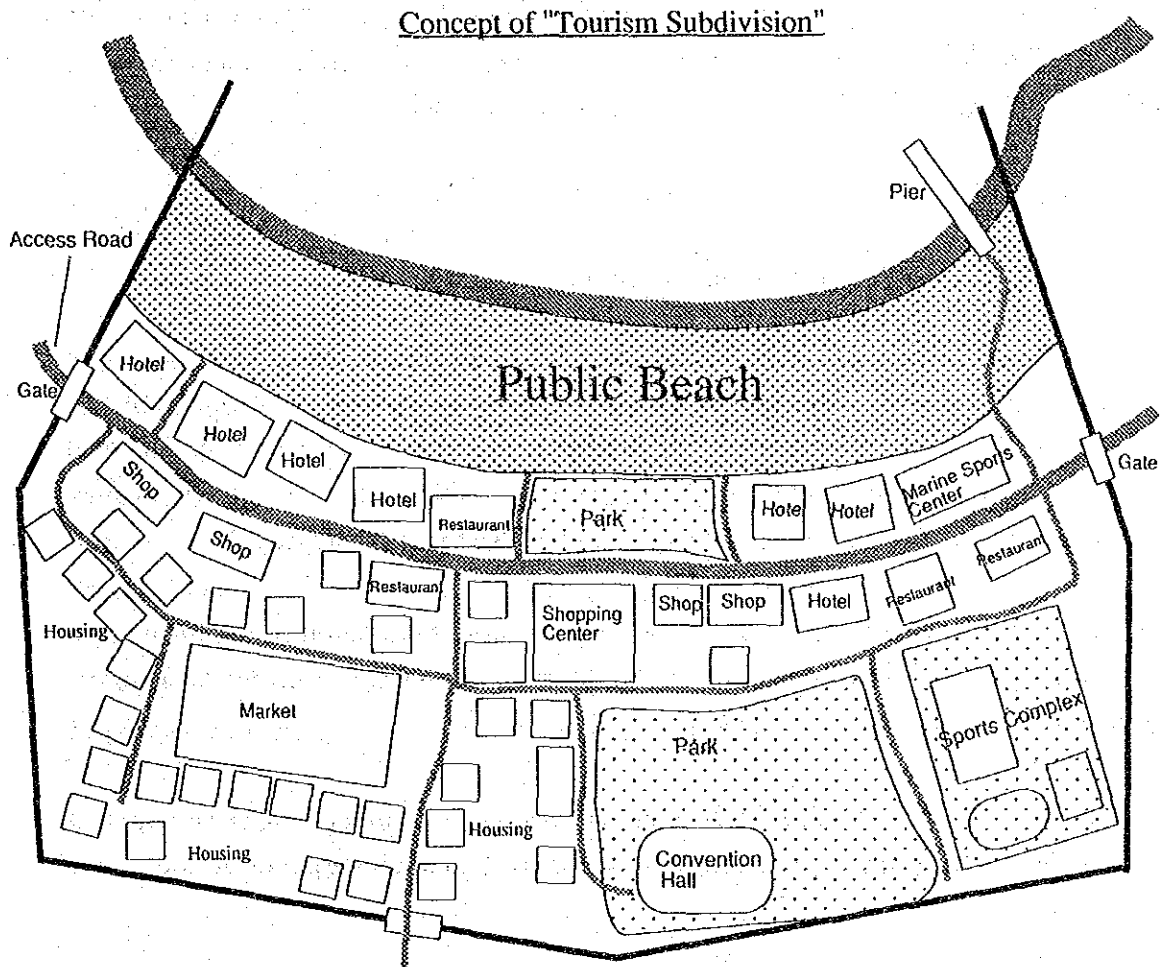 Concept of "Tourism Subdivision"
Pier
Access Road
Gate
Hotel
Public Beach
Hotel
Hotel
Hotel
Restaurant
Park
Hote
Hotel
Marine Sports
Center
Gate
Shop
Shop
Restaurant
Shopping
Center
Shop
Shop
Hotel
Restaurant
Restaurant
Housing
Market
Park
Sports Complex
Housing
Housing
Convention
Hall